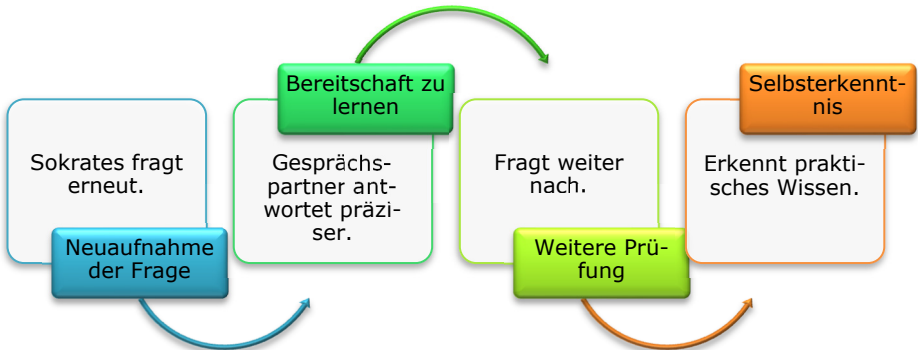 Sokrates fragt
erneut.
Neuaufnahme
der Frage
Bereitschaft zu
lernen
Gesprächs-
partner ant-
wortet präzi-
ser.
Fragt weiter
nach.
Weitere Prü-
fung
Selbsterkennt-
nis
Erkennt prakti-
sches Wissen.